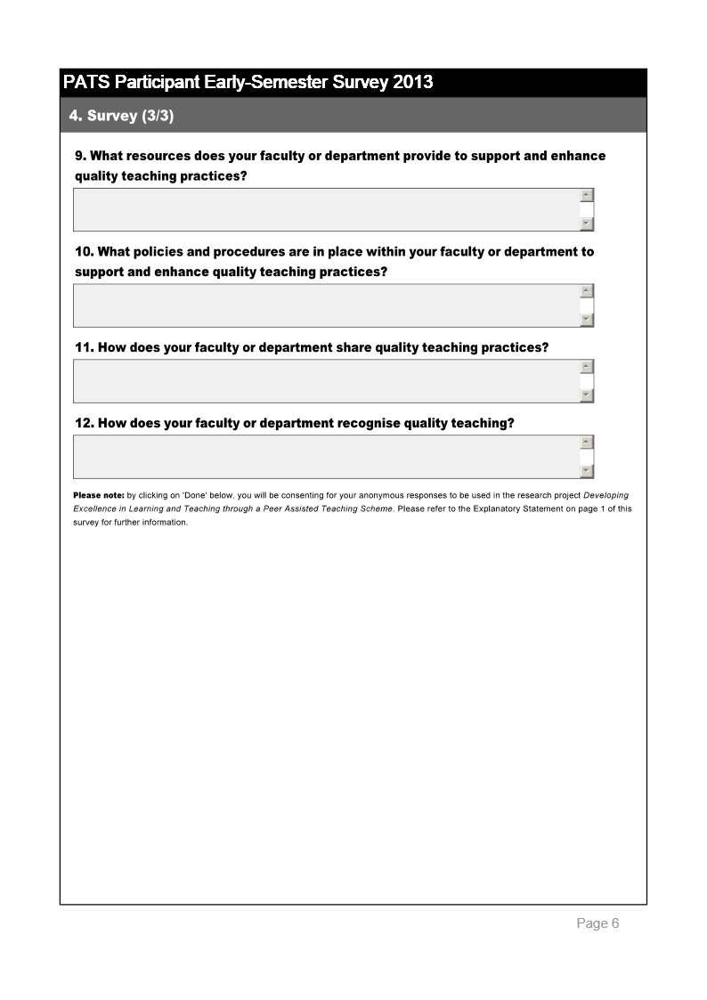 PATS Participant Early-Semester Survey 2013
4. Survey (3/3)
9. What resources does your faculty or department provide to support and enhance
quality teaching practices?
10. What policies and procedures are in place within your faculty or department to
support and enhance quality teaching practices?
11. How does your faculty or department share quality teaching practices?
12. How does your faculty or department recognise quality teaching?
Please note: by clicking on 'Done' below, you will be consenting for your anonymous responses to be used in the research project Developing
Excellence in Learning and Teaching through a Peer Assisted Teaching Scheme. Please refer to the Explanatory Statement on page 1 of this
survey for further information.
Page 6